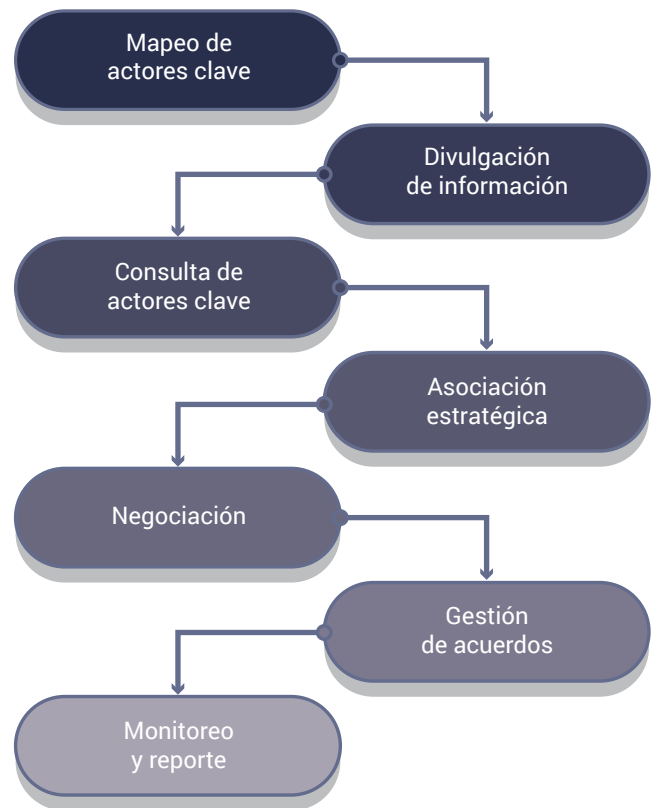 Mapeo de
actores clave
Divulgación
de información
Consulta de
actores clave
Asociación
estratégica
Negociación
Gestión
de acuerdos
Monitoreo
y reporte